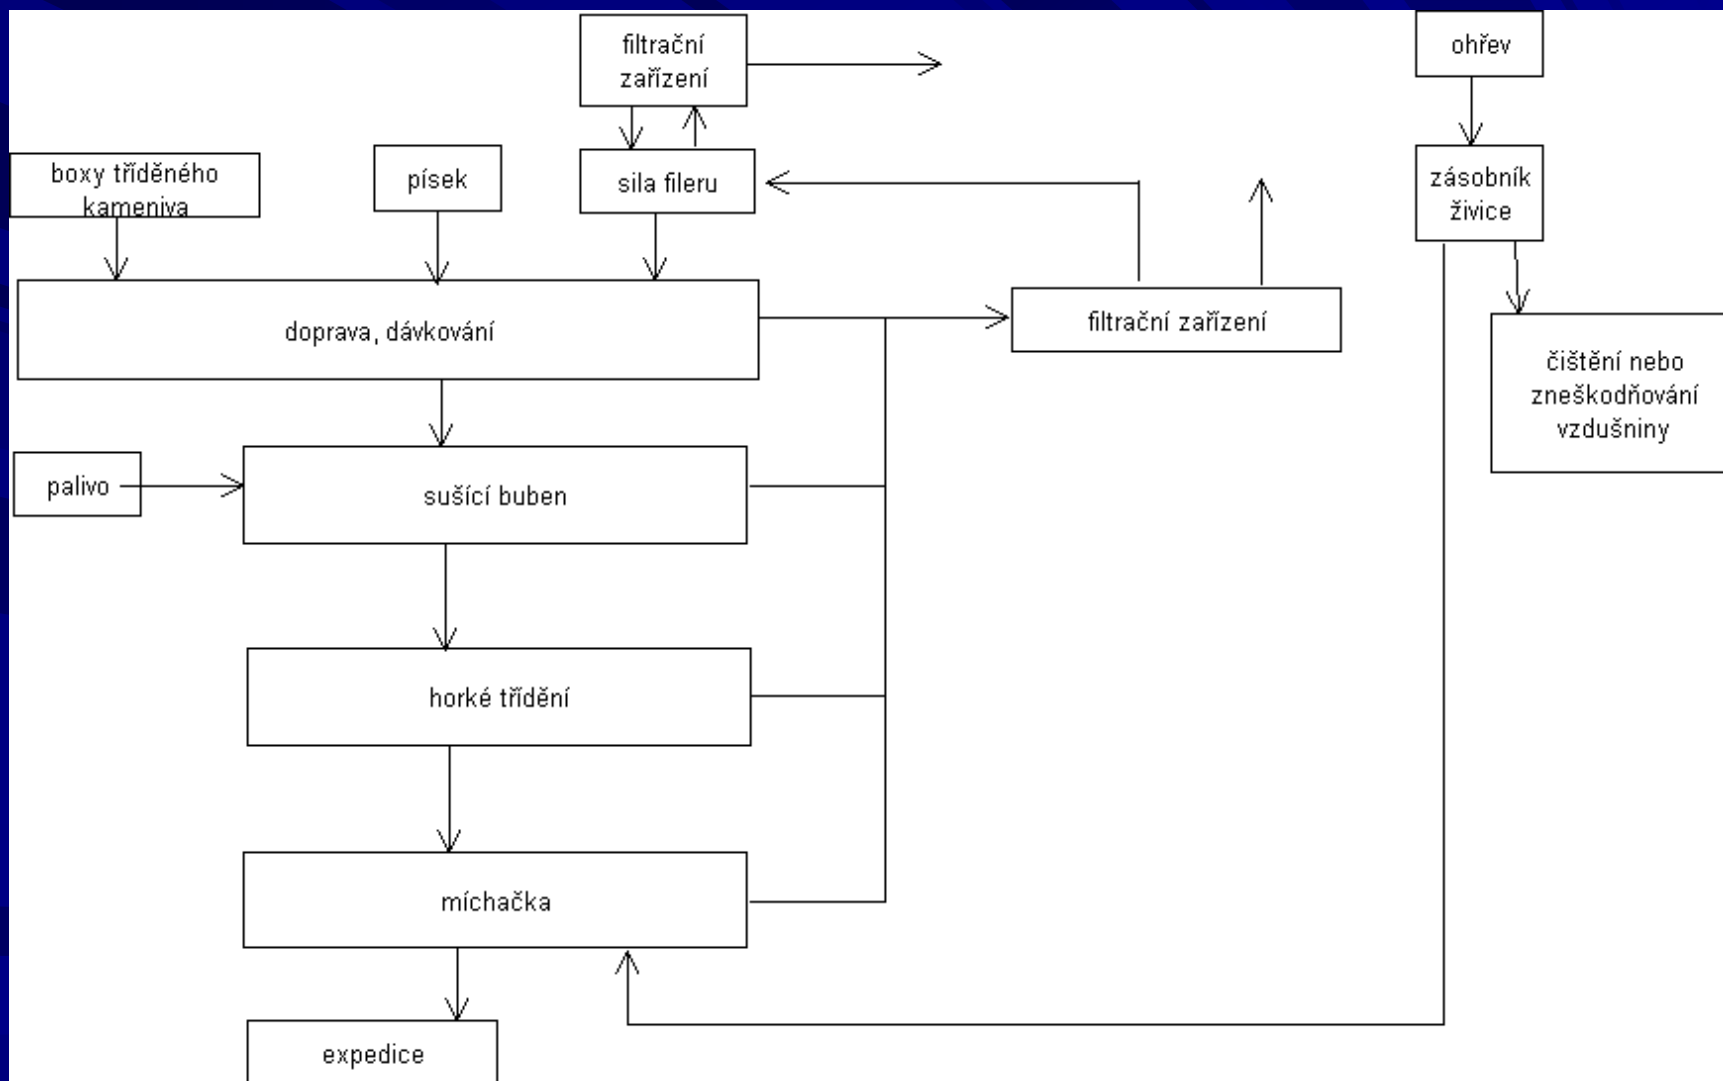 filtrační
zařízení
ohřev
boxy tříděného
kameniva
písek
sila fileru
zásobník
živice
doprava, dávkování
filtrační zařízení
čištění nebo
zneškodňování
vzdušniny
palivo
sušící buben
horké třídění
míchačka
expedice